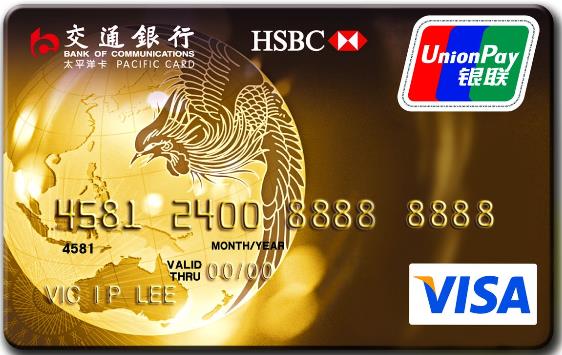 交通銀行 HSBC
BANK OF COMMUNICATIONS
太平洋卡 PACIFIC CARD
UnionPay
银联
4581 2400 8888 8888
4581 MONTH/YEAR
VALID THRU 00/00
VIC IP LEE
VISA